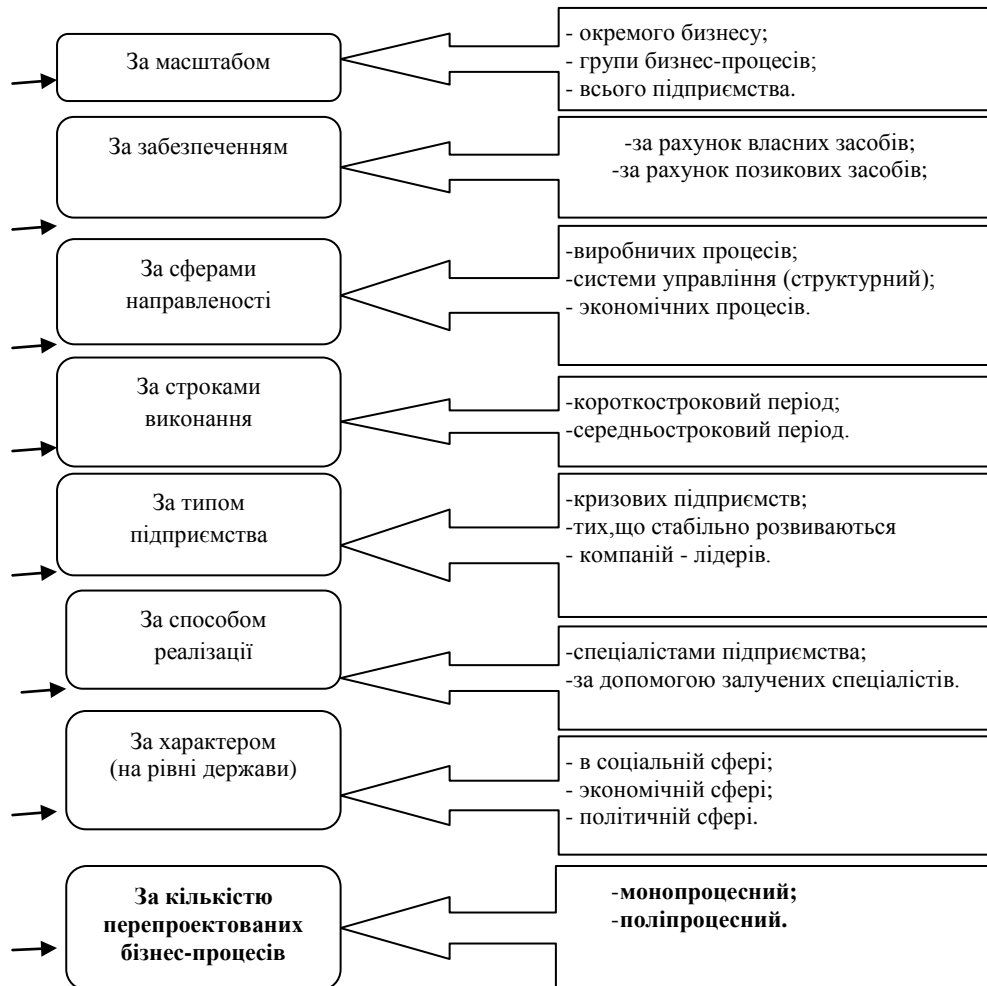 За масштабом
- окремого бизнесу;
- групи бизнес-процесів;
- всього підприємства.
За забезпеченням
-за рахунок власних засобів;
-за рахунок позикових засобів;
За сферами
направленості
-виробничих процесів;
-системи управління (структурний);
- экономічних процесів.
За строками
виконання
-короткостроковий період;
-середньостроковий період.
За типом
підприємства
-кризових підприємств;
-тих,що стабільно розвиваються
- компаній - лідерів.
За способом
реалізації
-спеціалістами підприємства;
-за допомогою залучених спеціалістів.
За характером
(на рівні держави)
- в соціальній сфері;
- экономічній сфері;
- політичній сфері.
За кількістю
перепроектованих
бізнес-процесів
-монопроцесний;
-поліпроцесний.